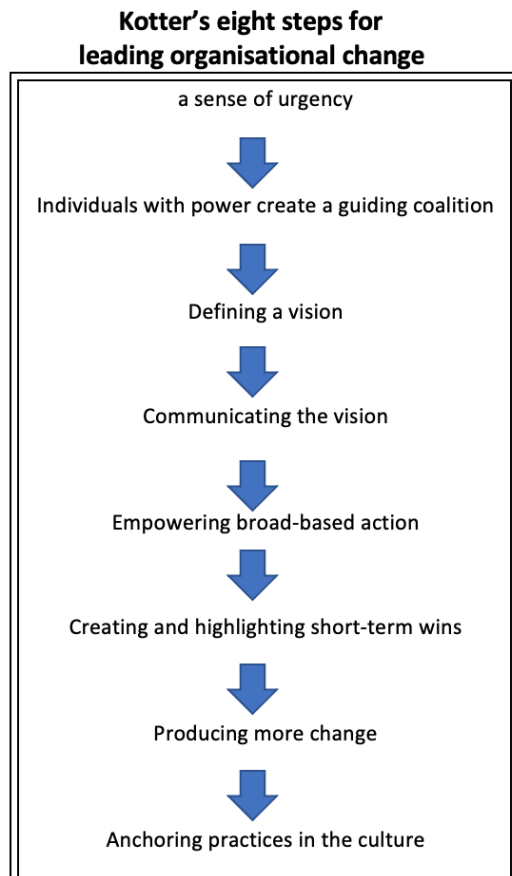 Kotter’s eight steps for
leading organisational change
a sense of urgency
Individuals with power create a guiding coalition
Defining a vision
Communicating the vision
Empowering broad-based action
Creating and highlighting short-term wins
Producing more change
Anchoring practices in the culture